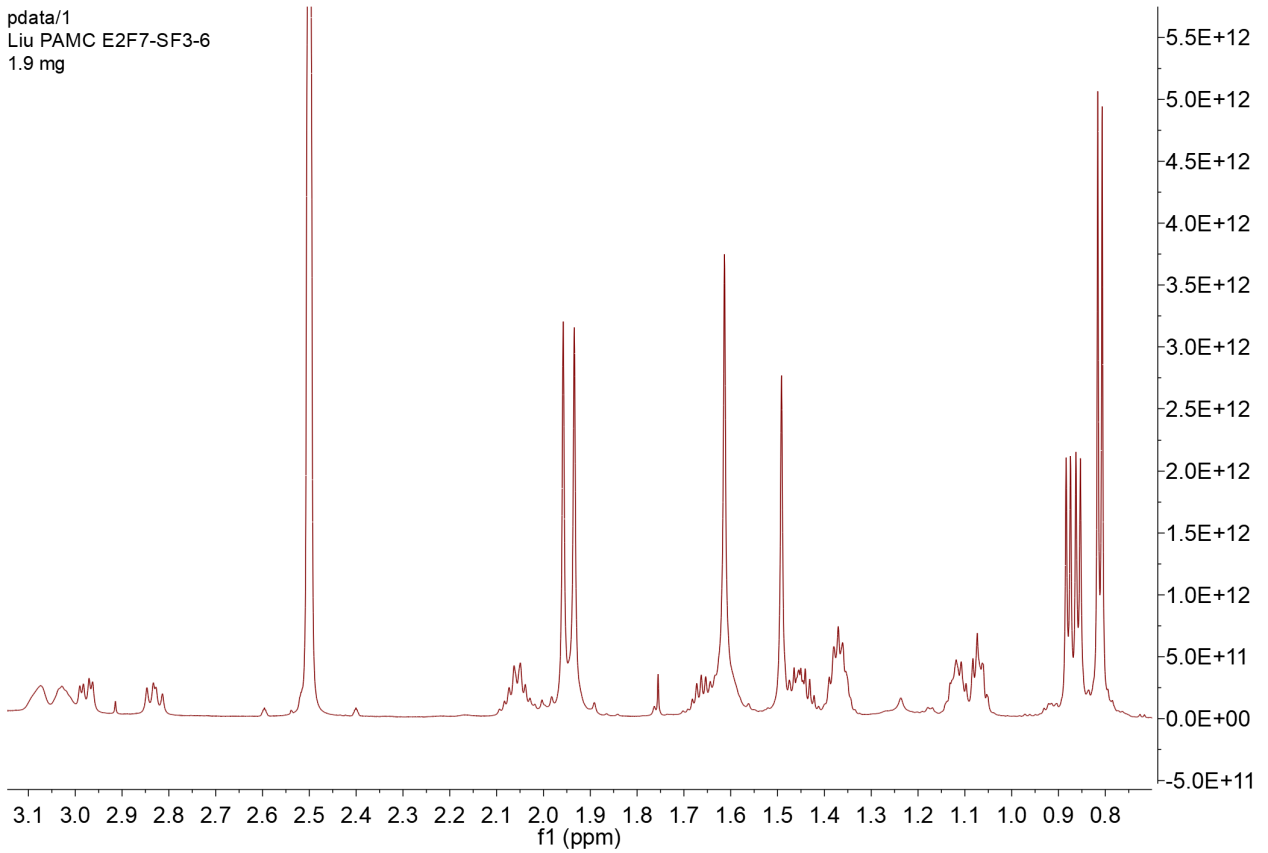 pdata/1
Liu PAMC E2F7-SF3-6
1.9 mg
5.5E+12
5.0E+12
4.5E+12
4.0E+12
3.5E+12
3.0E+12
2.5E+12
2.0E+12
1.5E+12
1.0E+12
5.0E+11
0.0E+00
-5.0E+11
3.1 3.0 2.9 2.8 2.7 2.6 2.5 2.4 2.3 2.2 2.1 2.0 1.9 1.8 1.7 1.6 1.5 1.4 1.3 1.2 1.1 1.0 0.9 0.8
f1 (ppm)